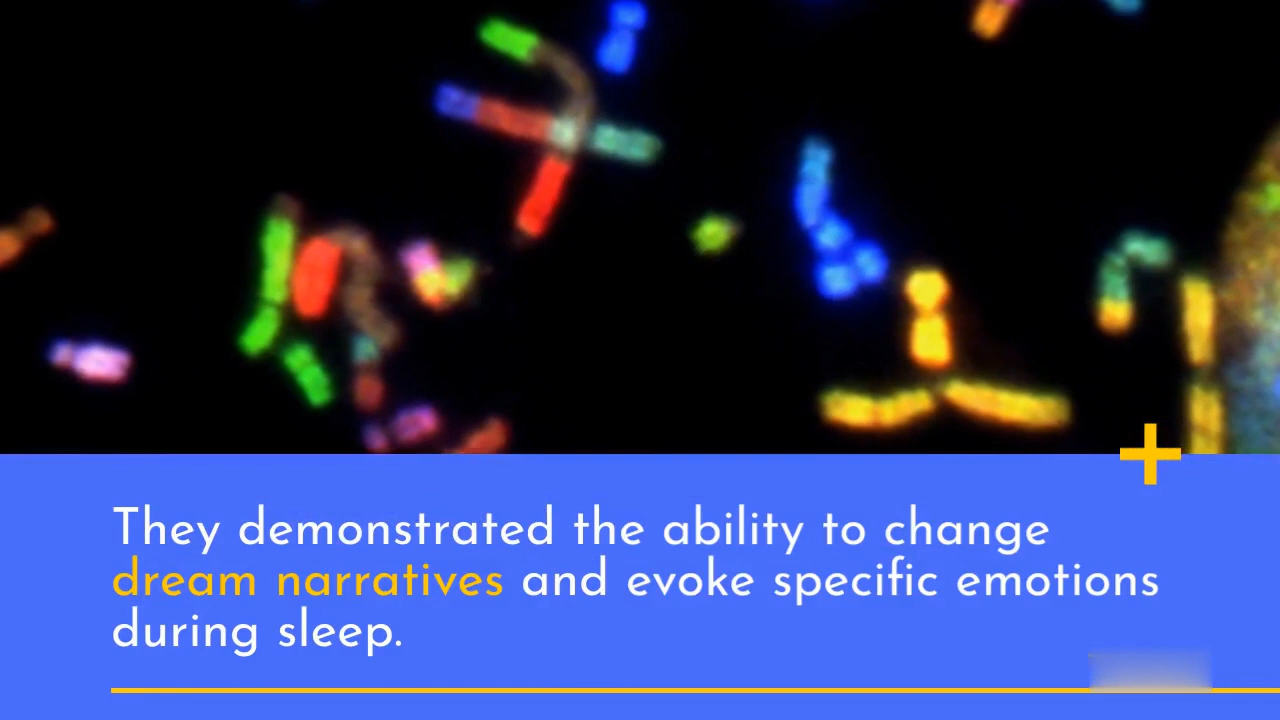 They demonstrated the ability to change
dream narratives and evoke specific emotions
during sleep.